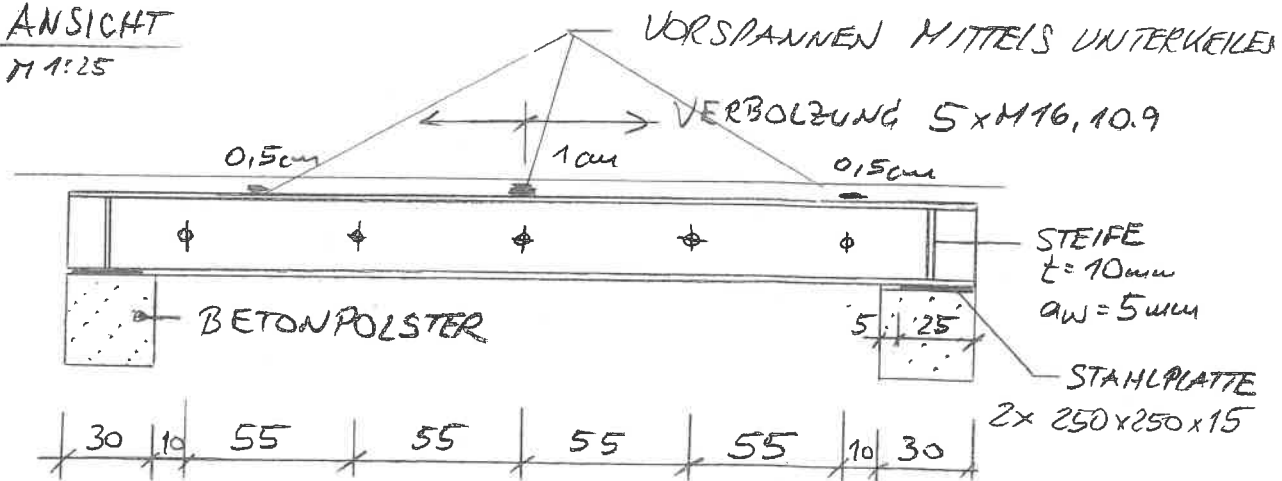 ANSICHT
M 1:25
VORSPANNEN MITTELS UNTERKEILEN
VERBOLZUNG 5xM16, 10.9
0,5cm
1cm
0,5cm
STEIFE
t=10mm
aw=5mm
BETONPOLSTER
5 25
STAHLPLATTE
2x 250x250x15
30 10 55 55 55 55 10 30